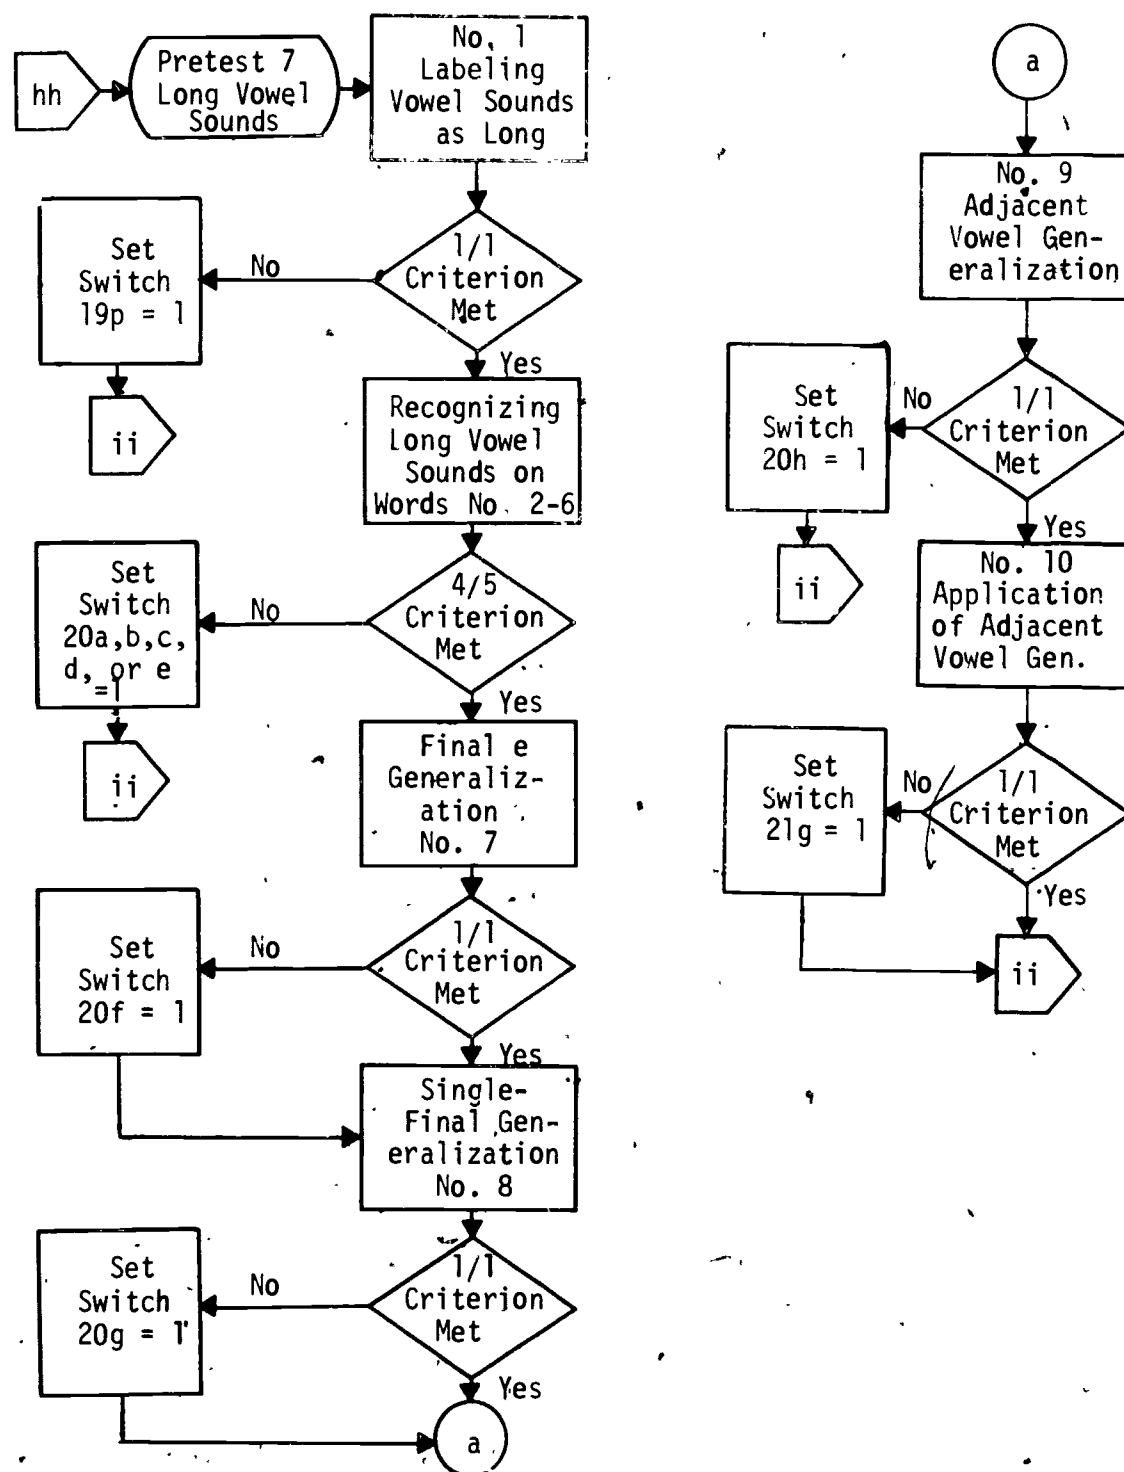 hh
Pretest 7
Long Vowel
Sounds
No. 1
Labeling
Vowel Sounds
as Long
1/1
Criterion
Met
No
Set
Switch
19p = 1
ii
Yes
Recognizing
Long Vowel
Sounds on
Words No. 2-6
4/5
Criterion
Met
No
Set
Switch
20a,b,c,
d, or e
=1
ii
Yes
Final e
Generaliz-
ation
No. 7
1/1
Criterion
Met
No
Set
Switch
20f = 1
Yes
Single-
Final Gen-
eralization
No. 8
1/1
Criterion
Met
No
Set
Switch
20g = 1
Yes
a
a
No. 9
Adjacent
Vowel Gen-
eralization
1/1
Criterion
Met
No
Set
Switch
20h = 1
ii
Yes
No. 10
Application
of Adjacent
Vowel Gen.
1/1
Criterion
Met
No
Set
Switch
21g = 1
Yes
ii